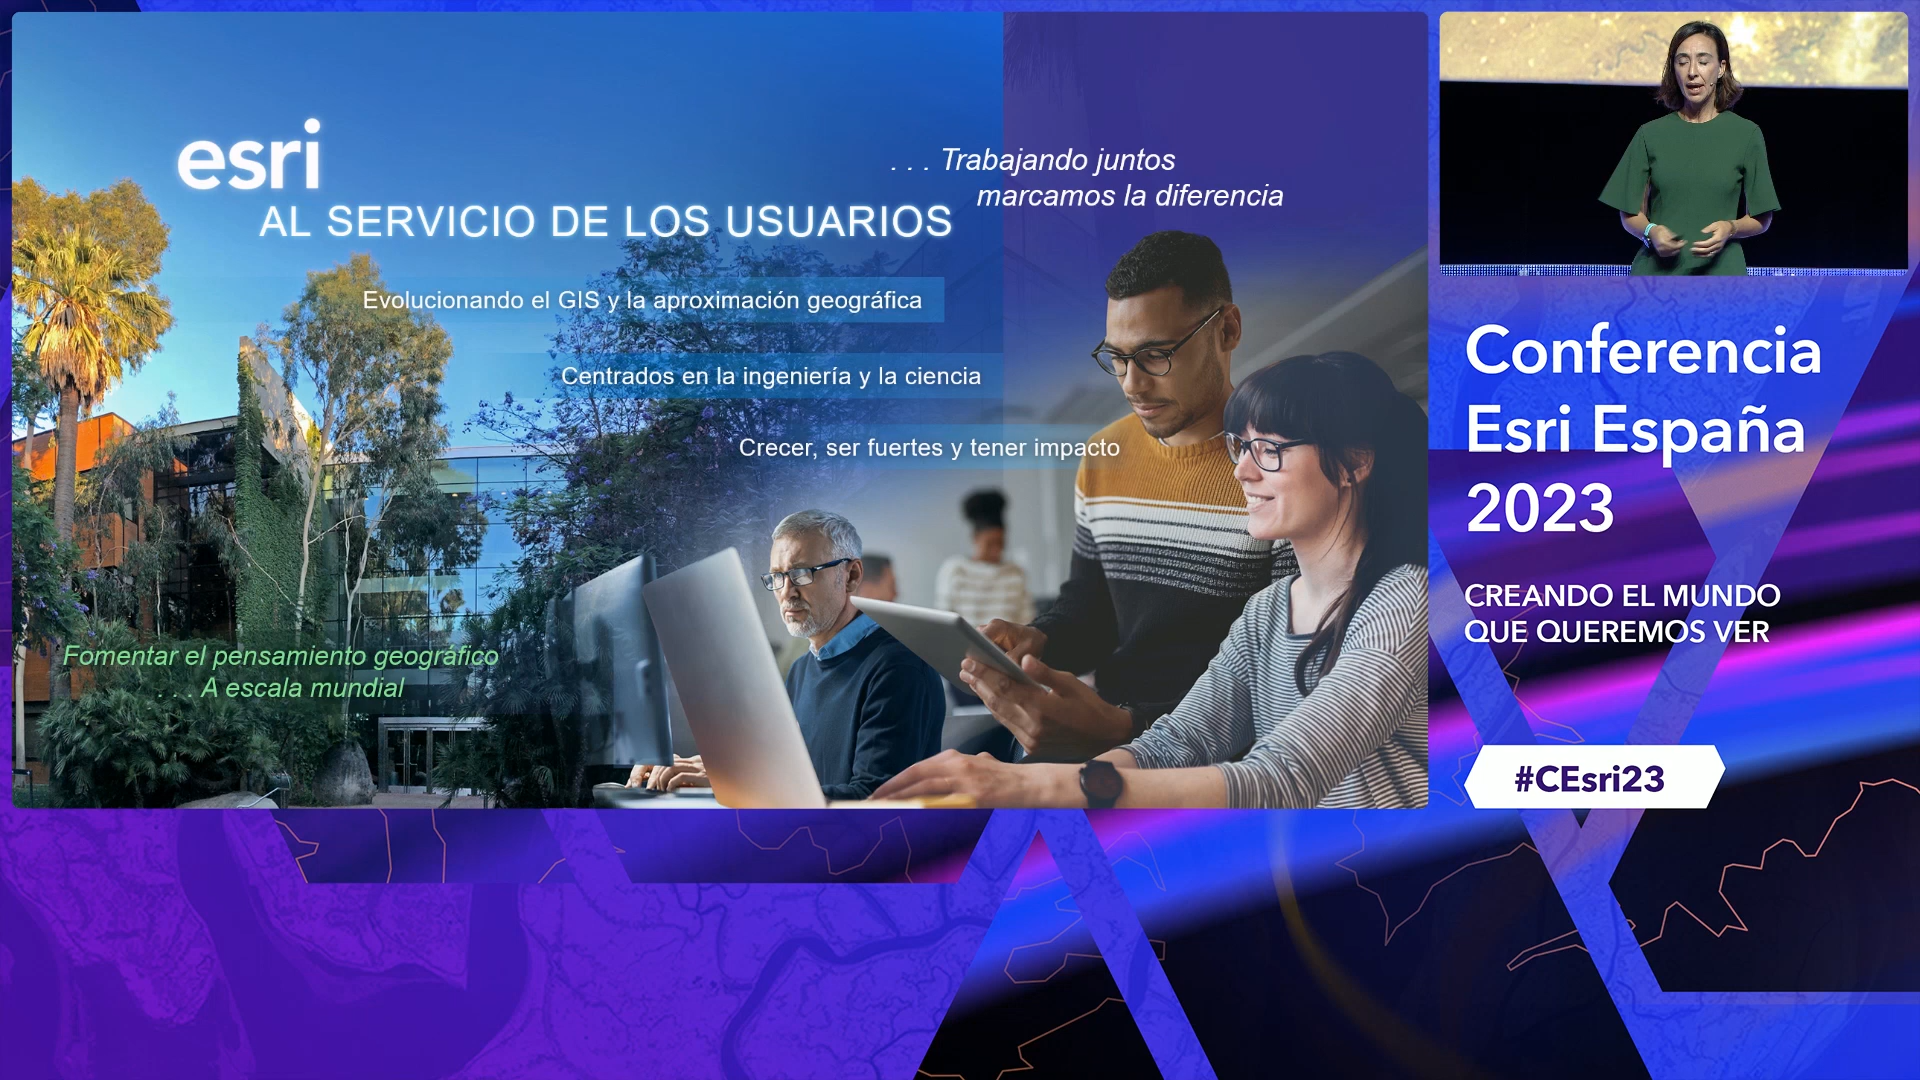 esri
AL SERVICIO DE LOS USUARIOS
. . . Trabajando juntos
marcamos la diferencia
Evolucionando el GIS y la aproximación geográfica
Centrados en la ingeniería y la ciencia
Crecer, ser fuertes y tener impacto
Fomentar el pensamiento geográfico
. . . A escala mundial
Conferencia
Esri España
2023
CREANDO EL MUNDO
QUE QUEREMOS VER
#CEsri23